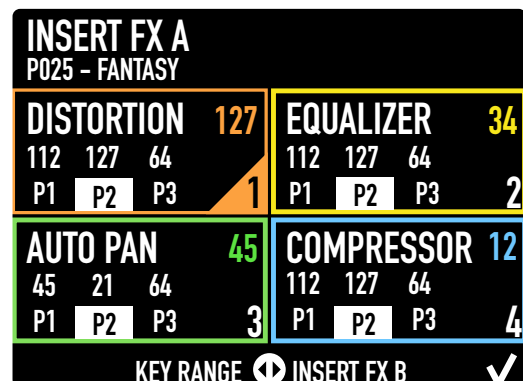 INSERT FX A
P025 – FANTASY
DISTORTION 127
112 127 64
P1 P2 P3 1
EQUALIZER 34
112 127 64
P1 P2 P3 2
AUTO PAN 45
45 21 64
P1 P2 P3 3
COMPRESSOR 12
112 127 64
P1 P2 P3 4
KEY RANGE INSERT FX B